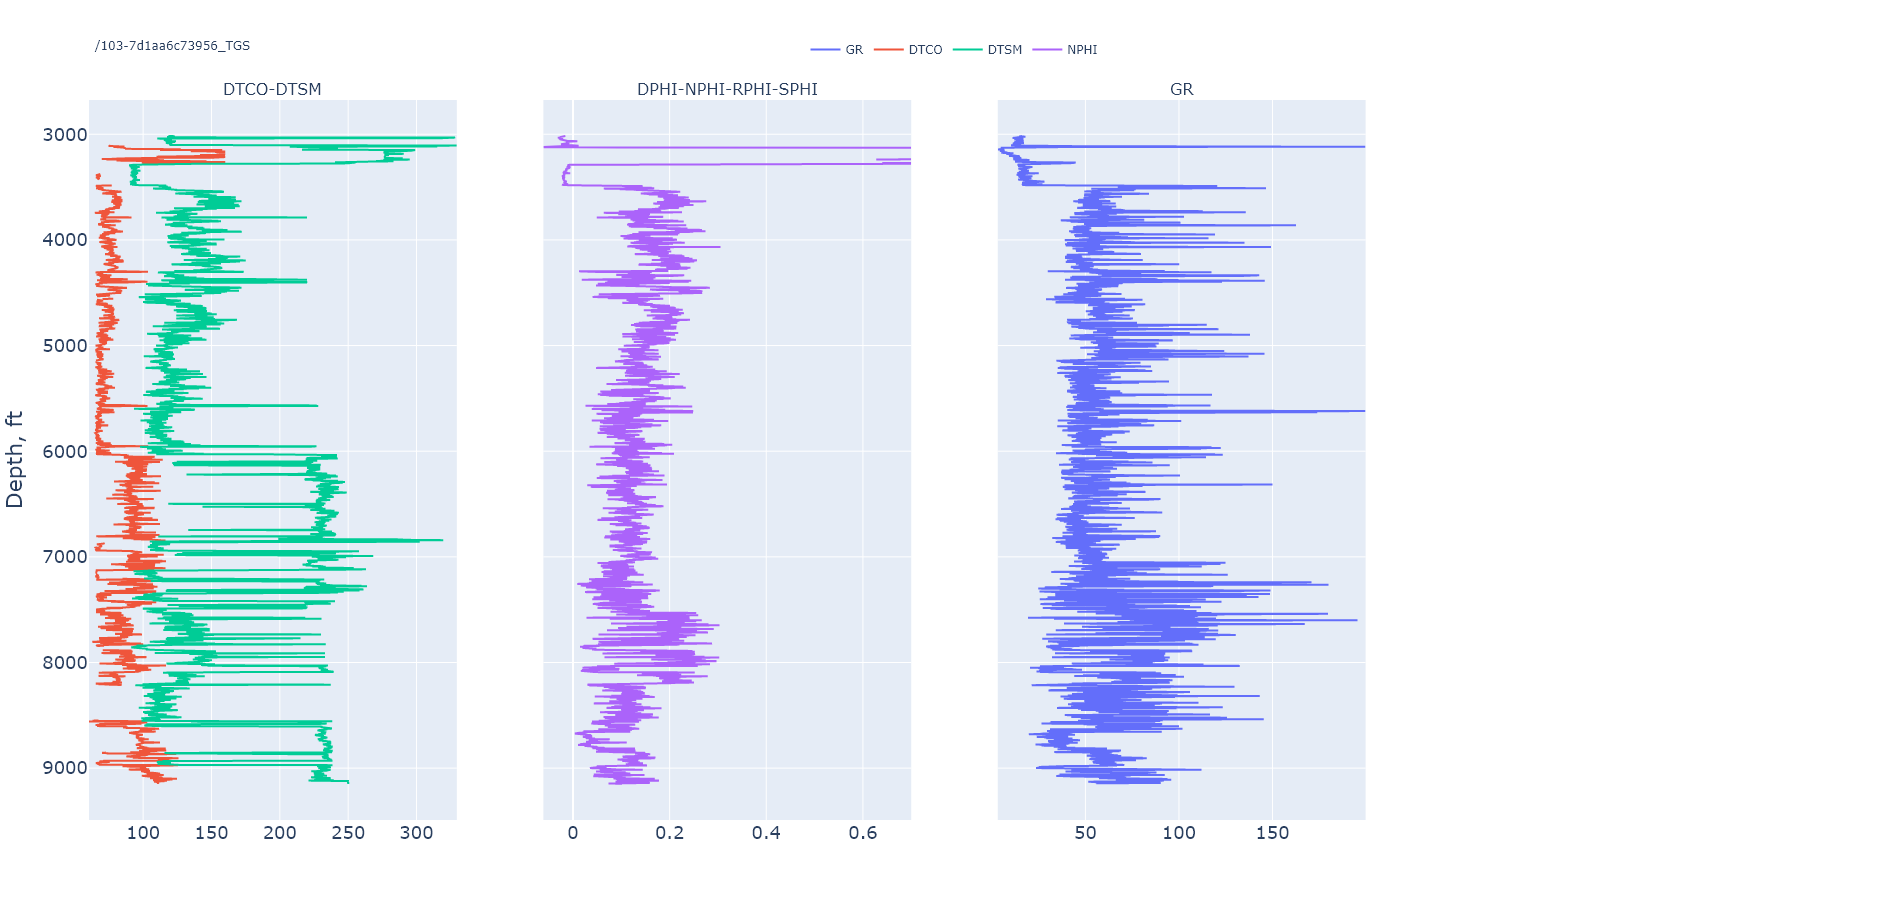 /103-7d1aa6c73956_TGS
GR DTCO DTSM NPHI
DTCO-DTSM DPHI-NPHI-RPHI-SPHI GR
Depth, ft
3000
4000
5000
6000
7000
8000
9000
100 150 200 250 300 0 0.2 0.4 0.6 50 100 150